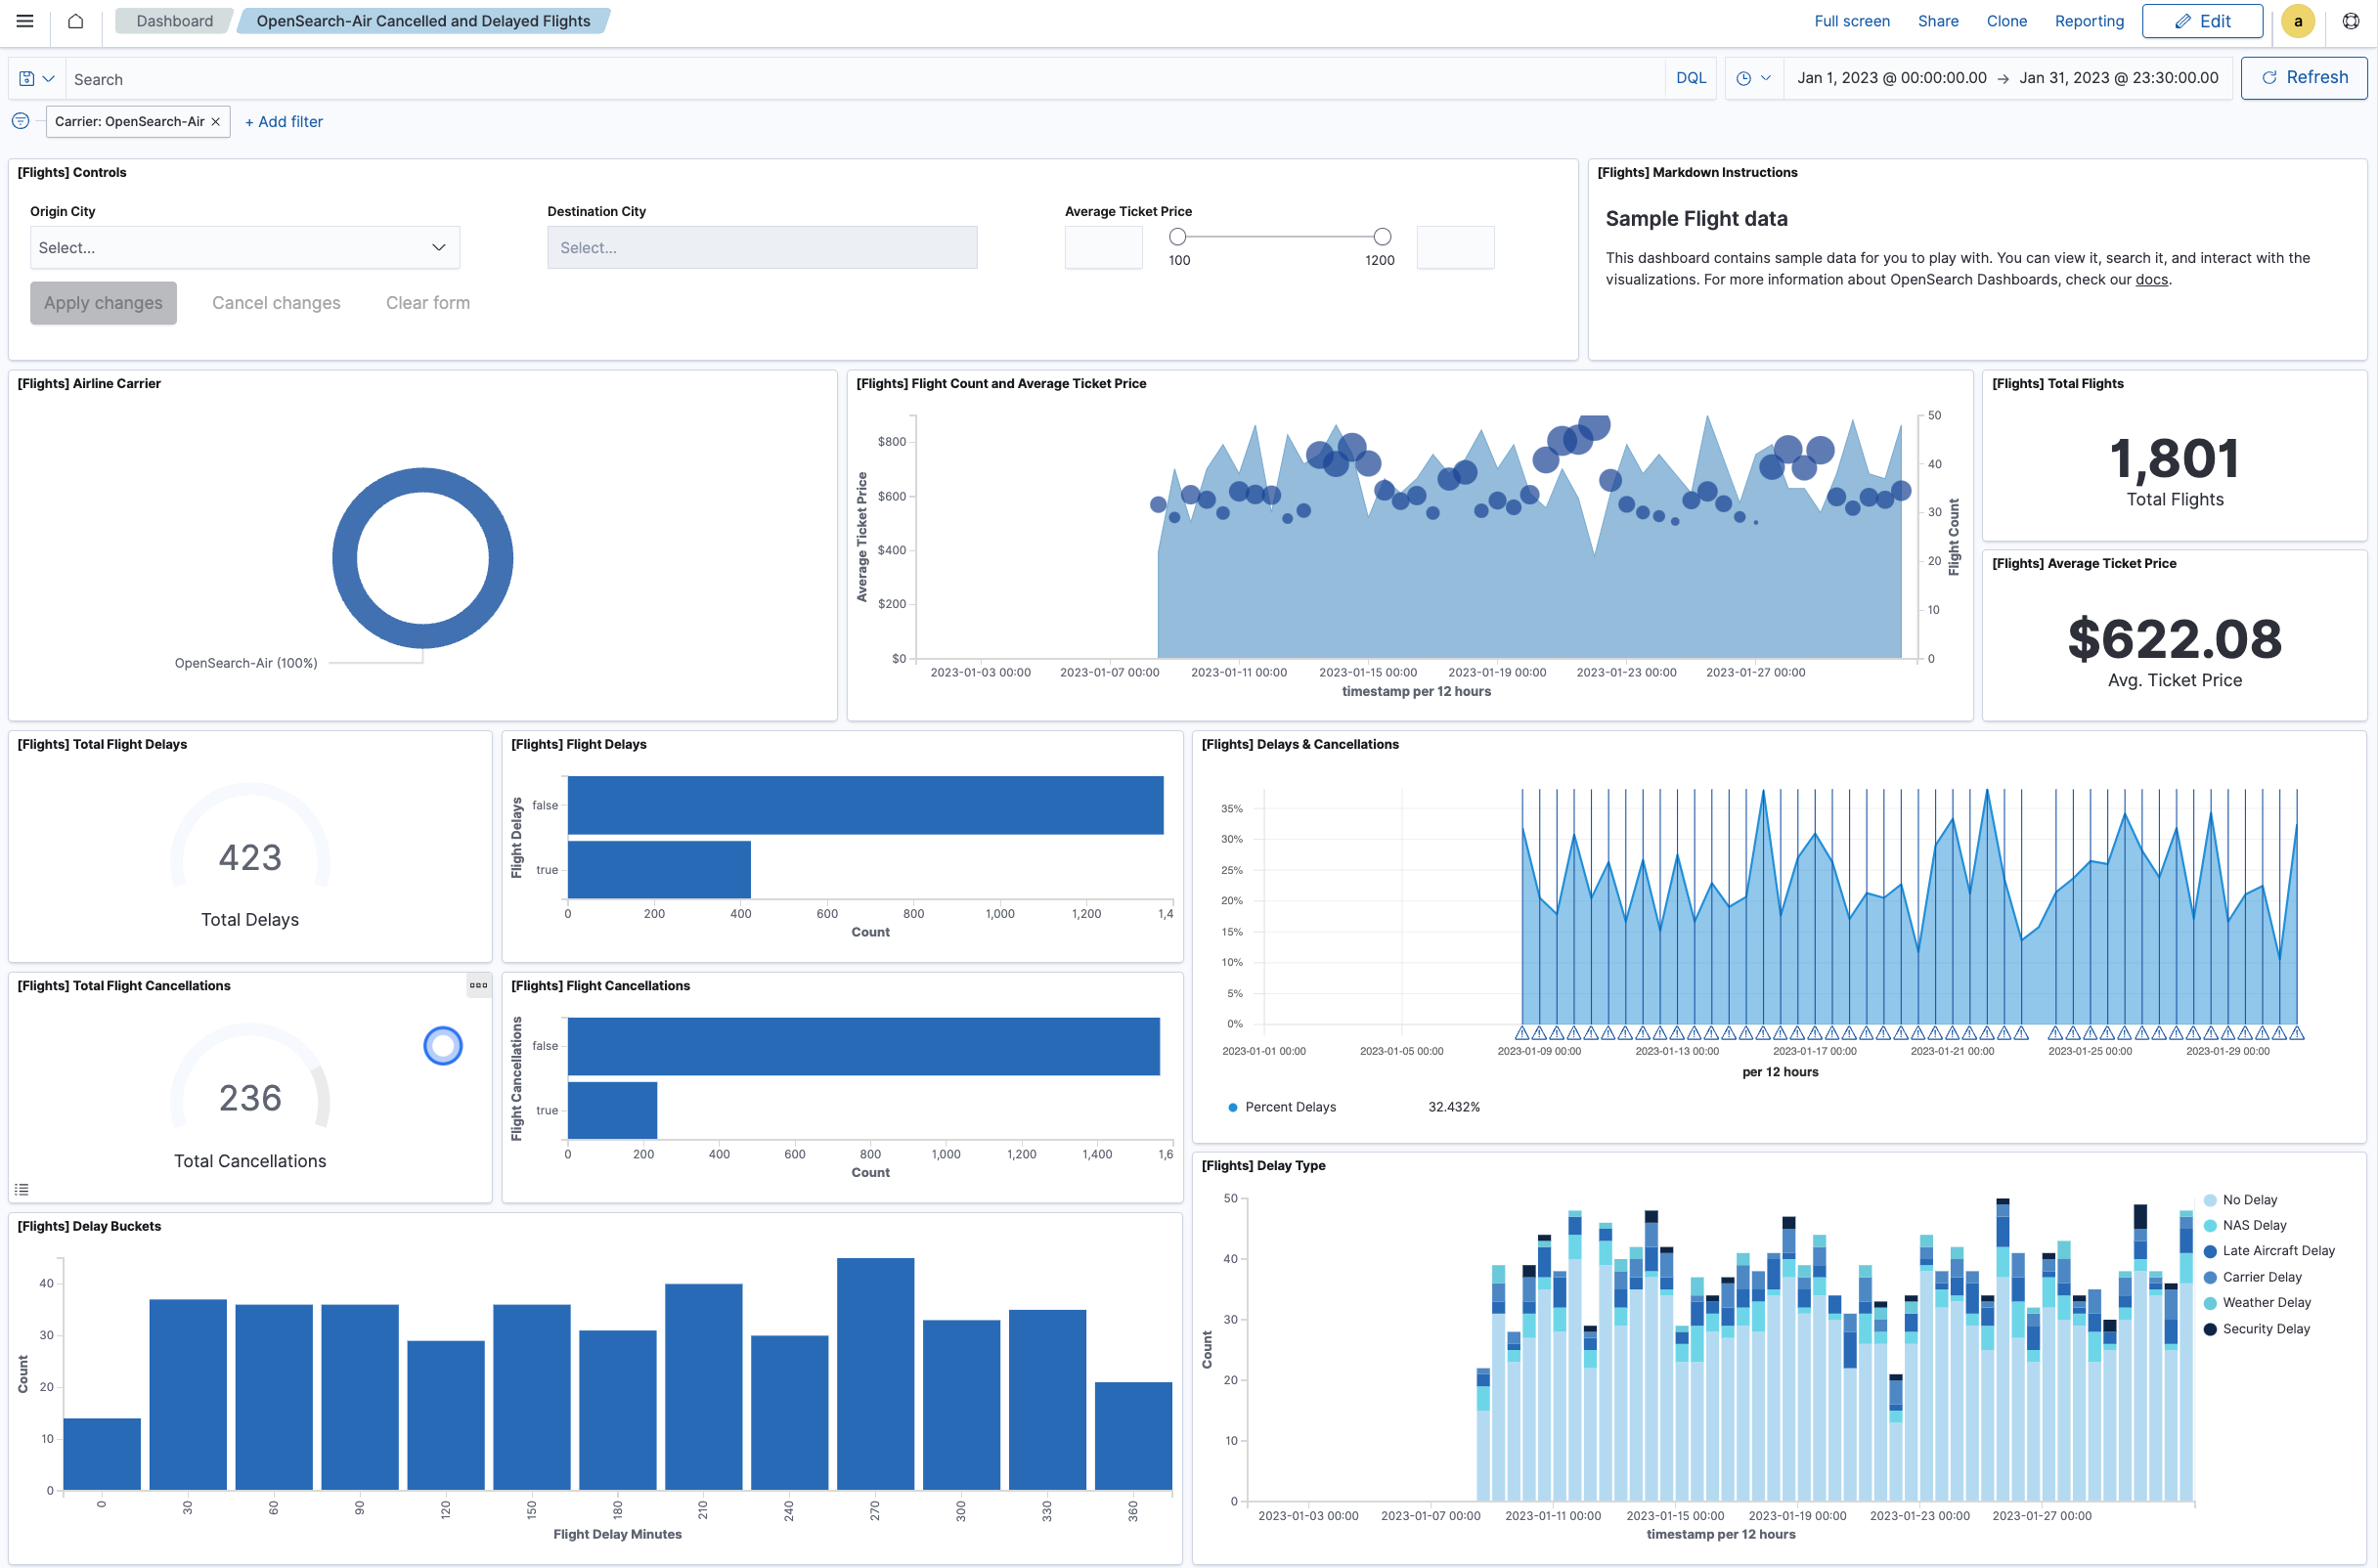 Dashboard
OpenSearch-Air Cancelled and Delayed Flights
Full screen
Share
Clone
Reporting
Edit
a
Search
DQL
Jan 1, 2023 @ 00:00:00.00 → Jan 31, 2023 @ 23:30:00.00
Refresh
Carrier: OpenSearch-Air ×
+ Add filter
[Flights] Controls
Origin City
Select...
Destination City
Select...
Average Ticket Price
100
1200
Apply changes
Cancel changes
Clear form
[Flights] Markdown Instructions
Sample Flight data
This dashboard contains sample data for you to play with. You can view it, search it, and interact with the
visualizations. For more information about OpenSearch Dashboards, check our docs.
[Flights] Airline Carrier
OpenSearch-Air (100%)
[Flights] Flight Count and Average Ticket Price
Average Ticket Price
$800
$600
$400
$200
$0
50
40
30
20
10
0
Flight Count
2023-01-03 00:00
2023-01-07 00:00
2023-01-11 00:00
2023-01-15 00:00
2023-01-19 00:00
2023-01-23 00:00
2023-01-27 00:00
timestamp per 12 hours
[Flights] Total Flights
1,801
Total Flights
[Flights] Average Ticket Price
$622.08
Avg. Ticket Price
[Flights] Total Flight Delays
423
Total Delays
[Flights] Flight Delays
Flight Delays
false
true
0
200
400
600
800
1,000
1,200
1,4
Count
[Flights] Delays & Cancellations
35%
30%
25%
20%
15%
10%
5%
0%
2023-01-01 00:00
2023-01-05 00:00
2023-01-09 00:00
2023-01-13 00:00
2023-01-17 00:00
2023-01-21 00:00
2023-01-25 00:00
2023-01-29 00:00
per 12 hours
Percent Delays
32.432%
[Flights] Total Flight Cancellations
236
Total Cancellations
[Flights] Flight Cancellations
Flight Cancellations
false
true
0
200
400
600
800
1,000
1,200
1,400
1,6
Count
[Flights] Delay Buckets
Count
40
30
20
10
0
0
30
60
90
120
150
180
210
240
270
300
330
360
Flight Delay Minutes
[Flights] Delay Type
Count
50
40
30
20
10
0
2023-01-03 00:00
2023-01-07 00:00
2023-01-11 00:00
2023-01-15 00:00
2023-01-19 00:00
2023-01-23 00:00
2023-01-27 00:00
timestamp per 12 hours
No Delay
NAS Delay
Late Aircraft Delay
Carrier Delay
Weather Delay
Security Delay